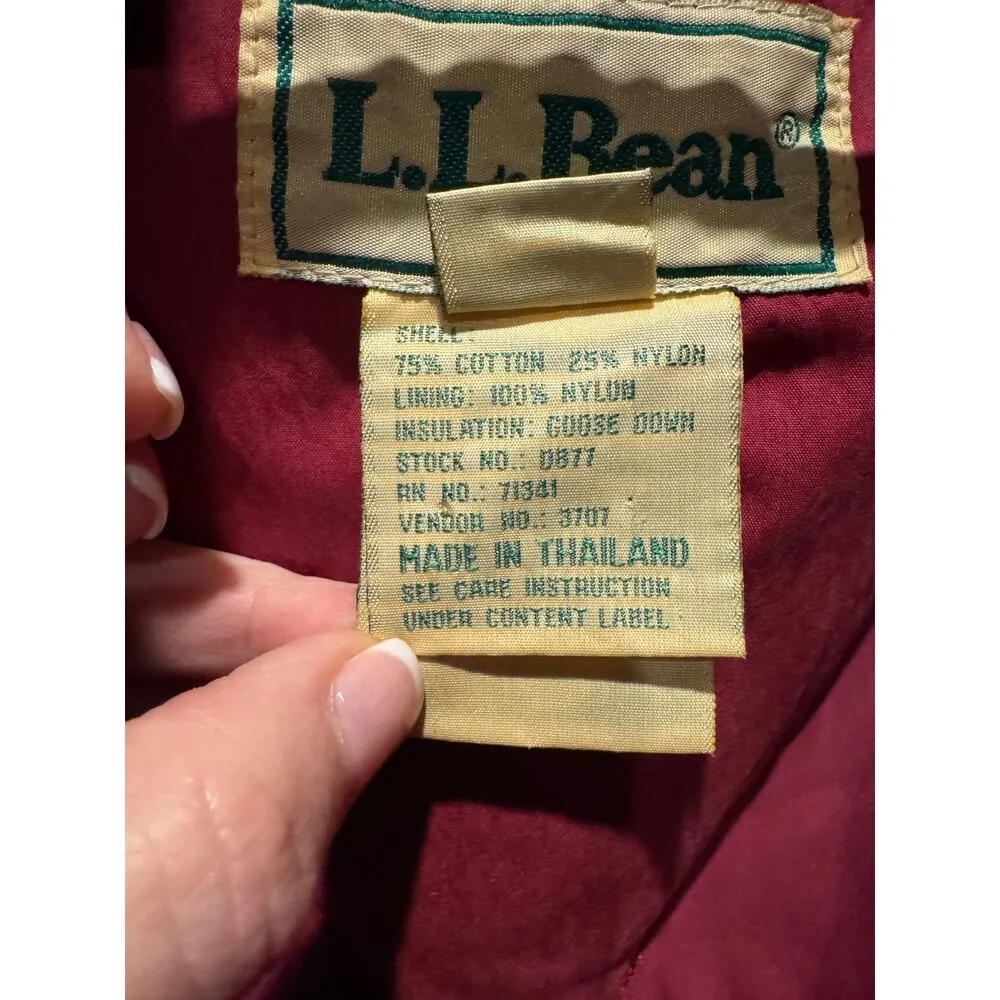 L.L.Bean®
SHELL:
75% COTTON 25% NYLON
LINING: 100% NYLON
INSULATION: GOOSE DOWN
STOCK NO.: DB77
RN NO.: 71341
VENDOR NO.: 3707
MADE IN THAILAND
SEE CARE INSTRUCTION
UNDER CONTENT LABEL